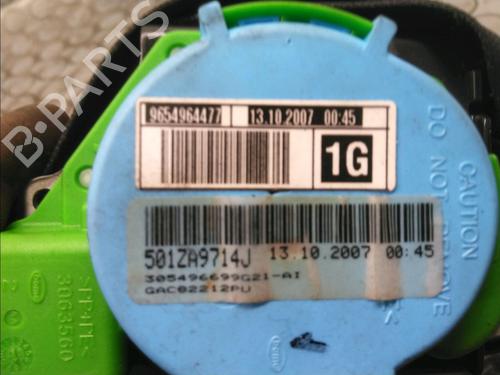 B-PARTS
9654964477 13.10.2007 00:45
1G
501ZA9714J 13.10.2007 00:45
305496699G21-AI
GAC82212PU
CAUTION
DO NOT REMOVE
3063560